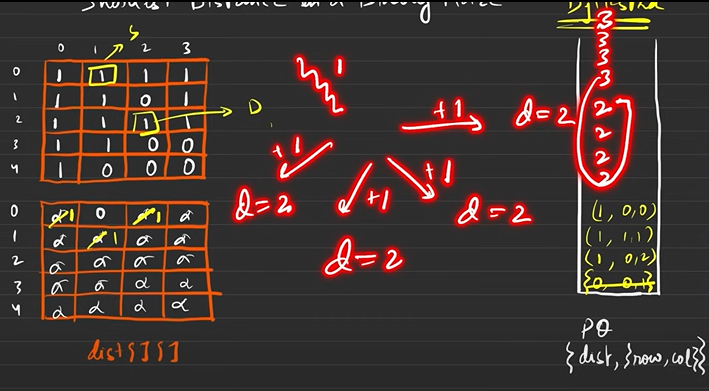 Shortest Distance in a Binary Maze
Dijkstra
S
0 1 2 3
0 1 1 1 1
1 1 1 0 1
2 1 1 1 1
3 1 1 0 0
4 1 0 0 0
D
1
+1
+1
+1
+1
d=2
d=2
d=2
d=2
3
3
3
3
2
2
2
2
0 α1 0 α1 α
1 α α1 α α
2 α α α α
3 α α α α
4 α α α α
dist[][]
(1, 0,0)
(1, 1,1)
(1, 0,2)
{0, 0,1}
PQ
{dist, {row, col}}